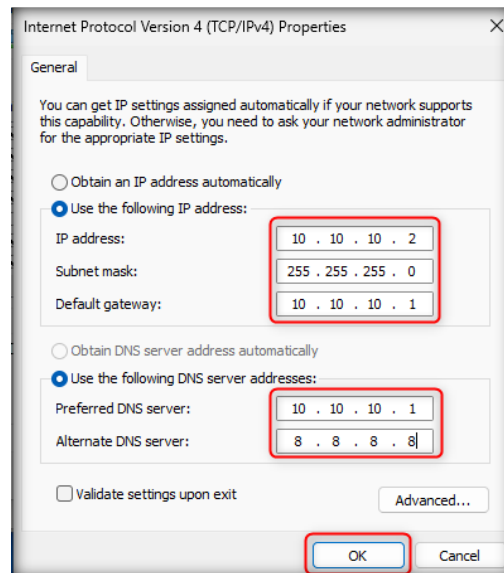 Internet Protocol Version 4 (TCP/IPv4) Properties
General
You can get IP settings assigned automatically if your network supports
this capability. Otherwise, you need to ask your network administrator
for the appropriate IP settings.
Obtain an IP address automatically
Use the following IP address:
IP address: 10 . 10 . 10 . 2
Subnet mask: 255 . 255 . 255 . 0
Default gateway: 10 . 10 . 10 . 1
Obtain DNS server address automatically
Use the following DNS server addresses:
Preferred DNS server: 10 . 10 . 10 . 1
Alternate DNS server: 8 . 8 . 8 . 8
Validate settings upon exit
Advanced...
OK Cancel